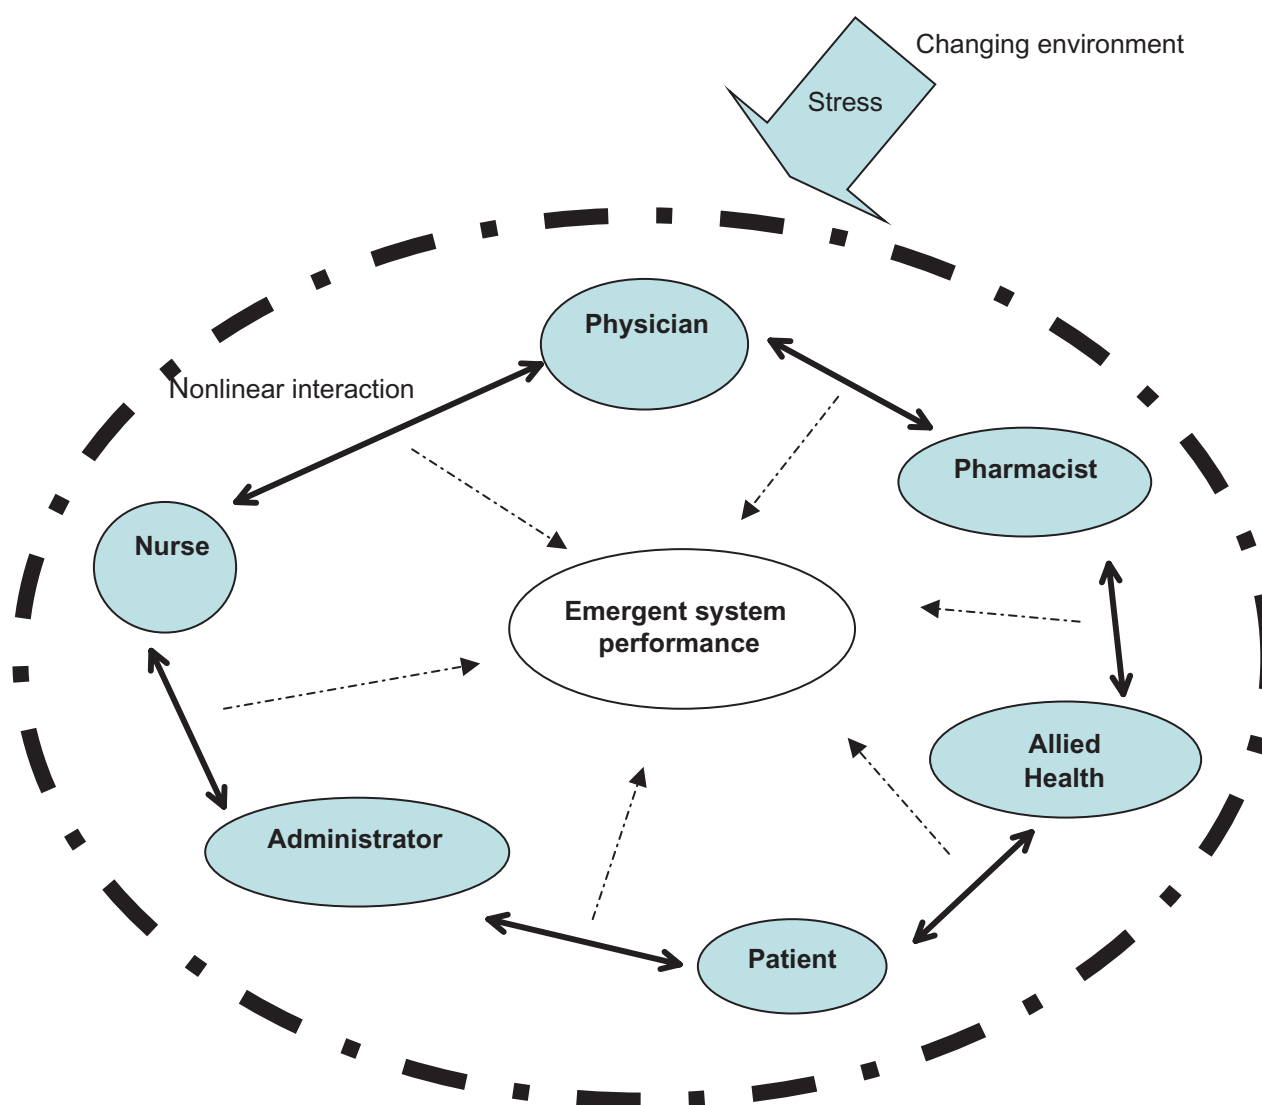 Changing environment
Stress
Physician
Nonlinear interaction
Pharmacist
Nurse
Emergent system
performance
Allied
Health
Administrator
Patient